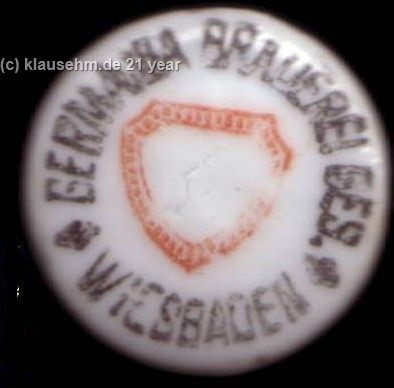 (c) klausehm.de 21 year
GERMANIA BRAUEREI GES.
* WIESBADEN *